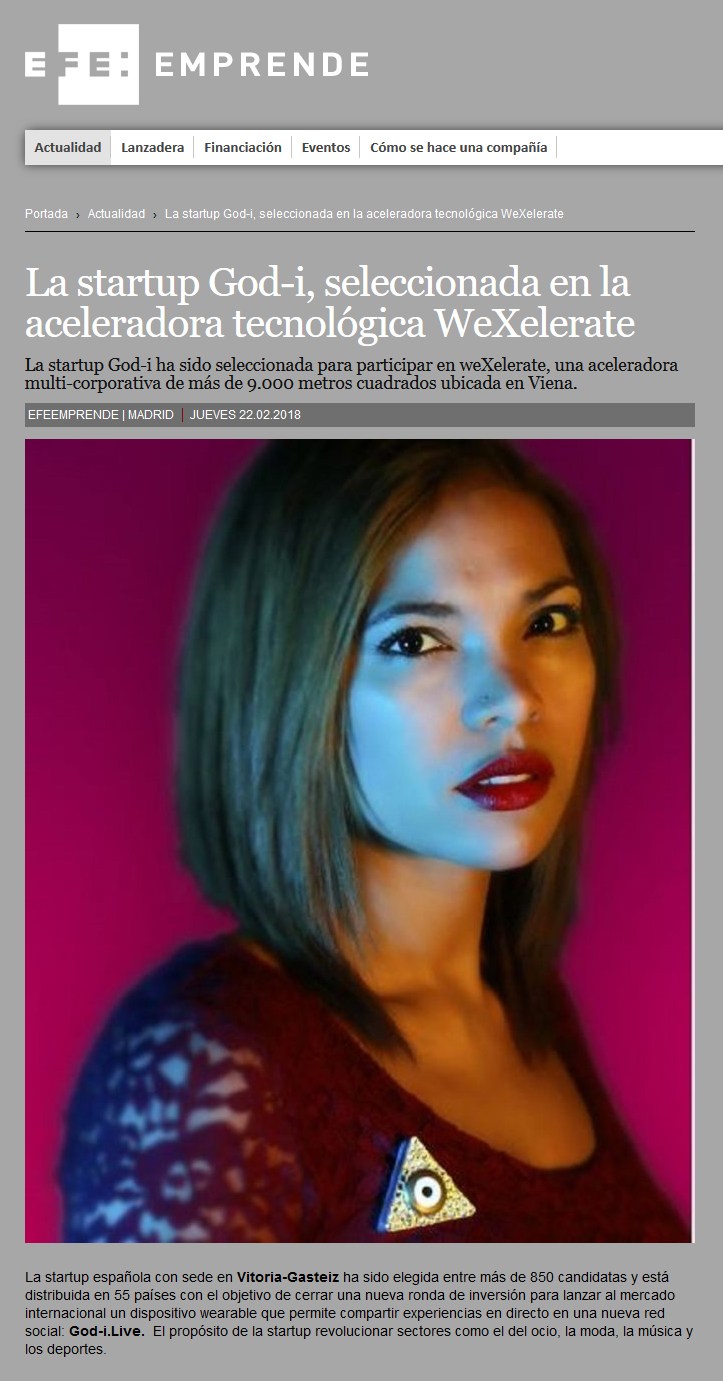 EFE: EMPRENDE
Actualidad Lanzadera Financiación Eventos Cómo se hace una compañía
Portada › Actualidad › La startup God-i, seleccionada en la aceleradora tecnológica WeXelerate
La startup God-i, seleccionada en la
aceleradora tecnológica WeXelerate
La startup God-i ha sido seleccionada para participar en weXelerate, una aceleradora
multi-corporativa de más de 9.000 metros cuadrados ubicada en Viena.
EFEEMPRENDE | MADRID | JUEVES 22.02.2018
La startup española con sede en Vitoria-Gasteiz ha sido elegida entre más de 850 candidatas y está
distribuida en 55 países con el objetivo de cerrar una nueva ronda de inversión para lanzar al mercado
internacional un dispositivo wearable que permite compartir experiencias en directo en una nueva red
social: God-i.Live. El propósito de la startup revolucionar sectores como el del ocio, la moda, la música y
los deportes.